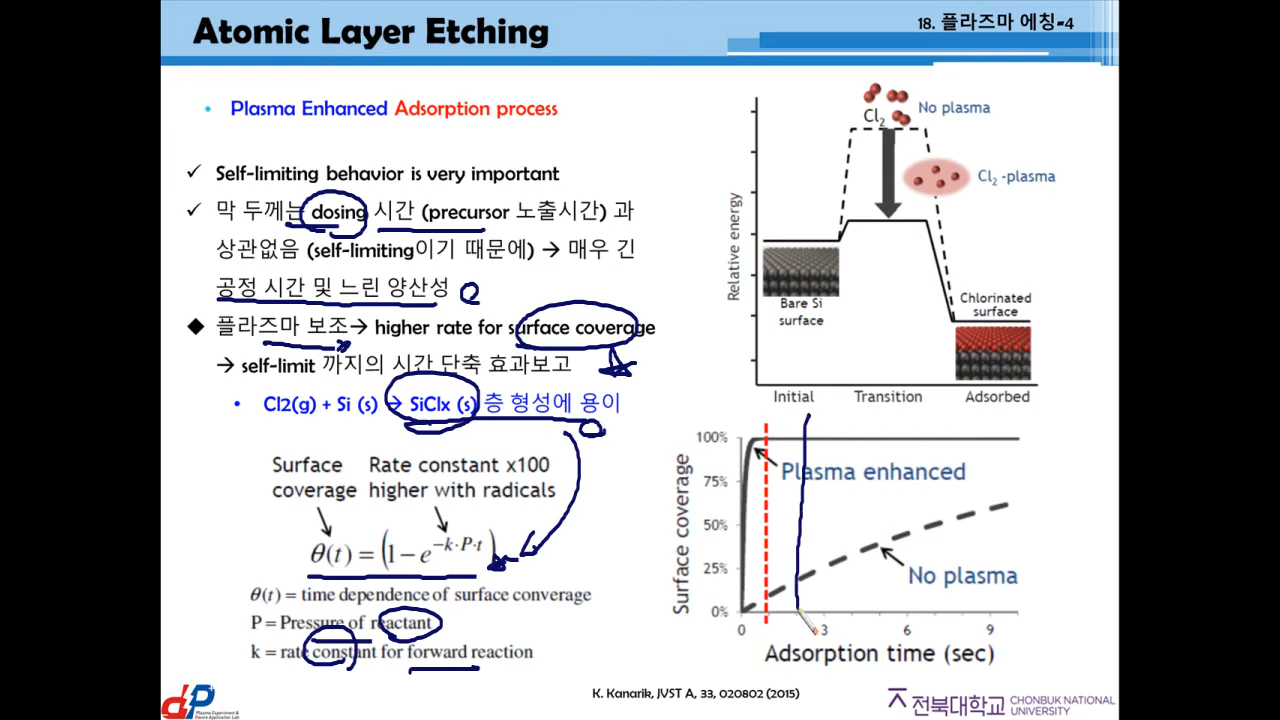 Atomic Layer Etching
18. 플라즈마 에칭-4
• Plasma Enhanced Adsorption process
✓ Self-limiting behavior is very important
✓ 막 두께는 dosing 시간 (precursor 노출시간) 과
상관없음 (self-limiting이기 때문에) → 매우 긴
공정 시간 및 느린 양산성
◆ 플라즈마 보조→ higher rate for surface coverage
→ self-limit 까지의 시간 단축 효과보고
• Cl2(g) + Si (s) → SiClx (s) 층 형성에 용이
Surface coverage
Rate constant x100 higher with radicals
θ(t) = (1 − e^{−k·P·t})
θ(t) = time dependence of surface converage
P = Pressure of reactant
k = rate constant for forward reaction
No plasma
Cl₂
Cl₂ -plasma
Relative energy
Bare Si
surface
Chlorinated
surface
Initial
Transition
Adsorbed
Surface coverage
100%
75%
50%
25%
0%
Plasma enhanced
No plasma
0 3 6 9
Adsorption time (sec)
K. Kanarik, JVST A, 33, 020802 (2015)
dP
Plasma Experiment &
Device Application Lab
전북대학교
CHONBUK NATIONAL
UNIVERSITY